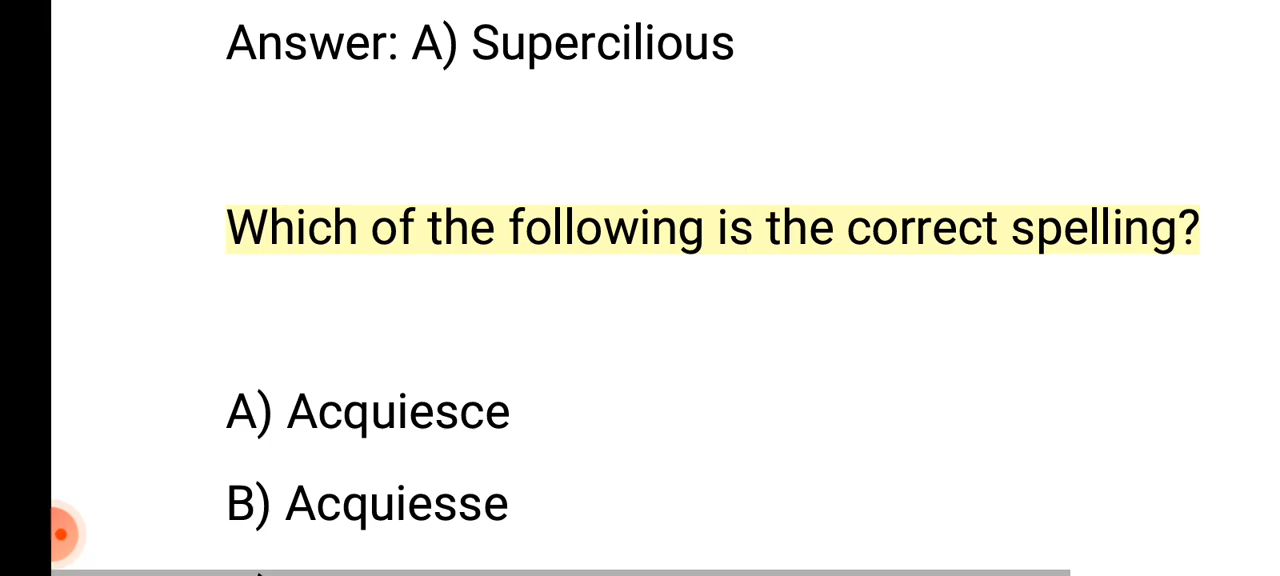 Answer: A) Supercilious
Which of the following is the correct spelling?
A) Acquiesce
B) Acquiesse